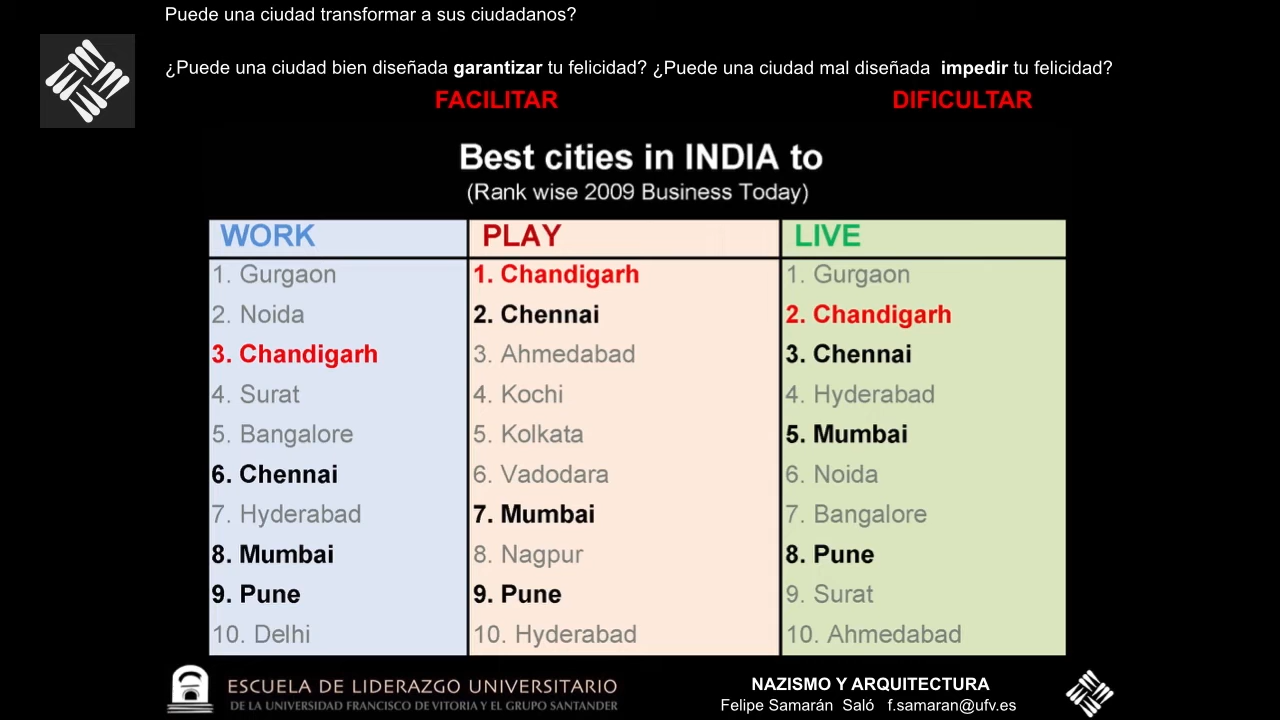 Puede una ciudad transformar a sus ciudadanos?
¿Puede una ciudad bien diseñada garantizar tu felicidad? ¿Puede una ciudad mal diseñada impedir tu felicidad?
FACILITAR DIFICULTAR
Best cities in INDIA to
(Rank wise 2009 Business Today)
WORK PLAY LIVE
1. Gurgaon 1. Chandigarh 1. Gurgaon
2. Noida 2. Chennai 2. Chandigarh
3. Chandigarh 3. Ahmedabad 3. Chennai
4. Surat 4. Kochi 4. Hyderabad
5. Bangalore 5. Kolkata 5. Mumbai
6. Chennai 6. Vadodara 6. Noida
7. Hyderabad 7. Mumbai 7. Bangalore
8. Mumbai 8. Nagpur 8. Pune
9. Pune 9. Pune 9. Surat
10. Delhi 10. Hyderabad 10. Ahmedabad
ESCUELA DE LIDERAZGO UNIVERSITARIO
DE LA UNIVERSIDAD FRANCISCO DE VITORIA Y EL GRUPO SANTANDER
NAZISMO Y ARQUITECTURA
Felipe Samarán Saló f.samaran@ufv.es